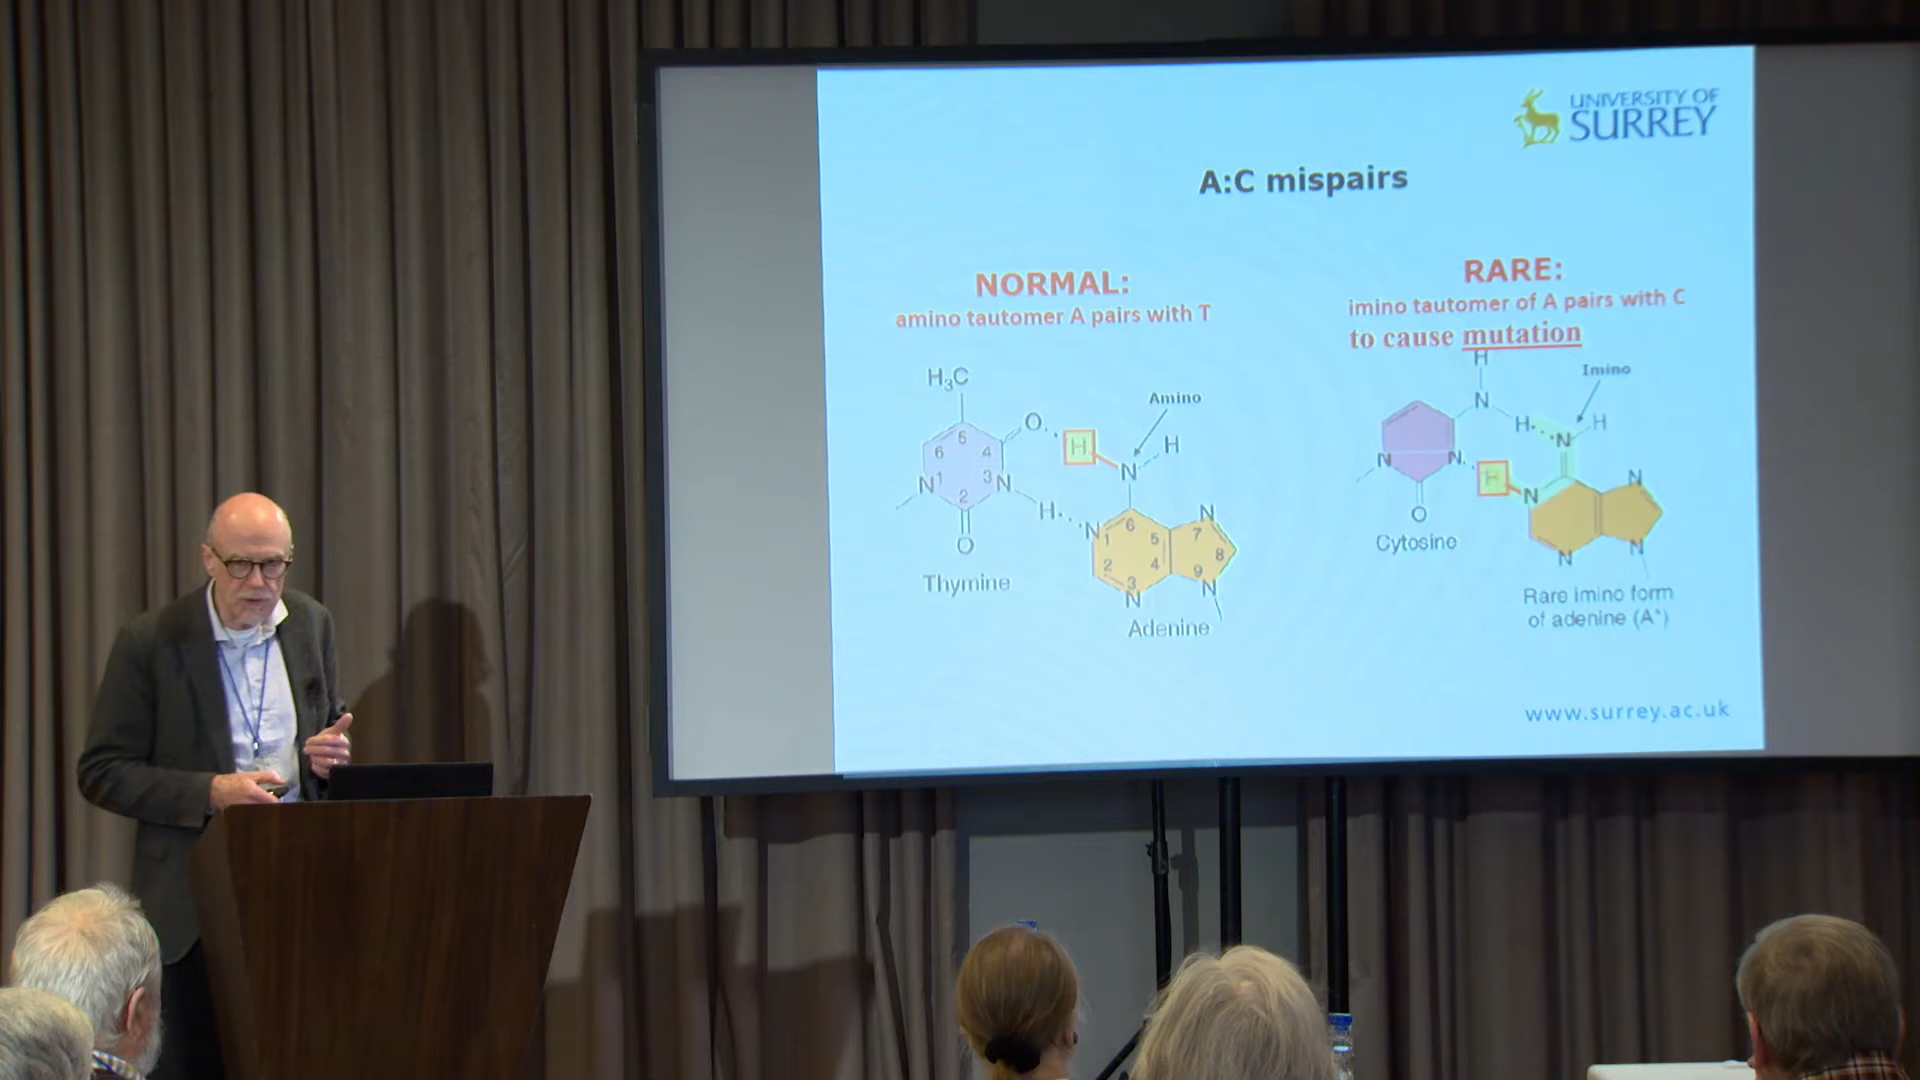 UNIVERSITY OF
SURREY
A:C mispairs
NORMAL:
amino tautomer A pairs with T
RARE:
imino tautomer of A pairs with C
to cause mutation
H₃C
O
H
Amino
H
N
5
6
4
N
1
3
N
2
H
O
Thymine
N
1
6
5
2
4
3
N
N
7
8
9
N
Adenine
H
N
Imino
H
N
H
N
N
H
N
N
O
Cytosine
N
N
Rare imino form
of adenine (A*)
www.surrey.ac.uk